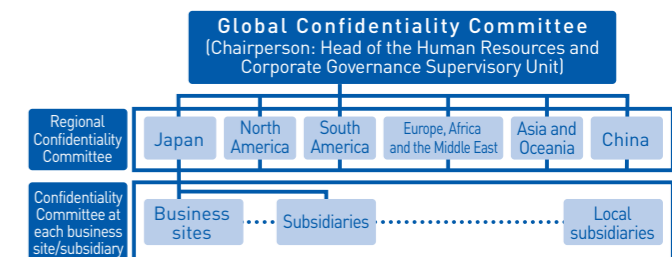 Global Confidentiality Committee
(Chairperson: Head of the Human Resources and
Corporate Governance Supervisory Unit)
Regional
Confidentiality
Committee
Japan
North
America
South
America
Europe, Africa
and the Middle East
Asia and
Oceania
China
Confidentiality
Committee at
each business
site/subsidiary
Business
sites
Subsidiaries
Local
subsidiaries